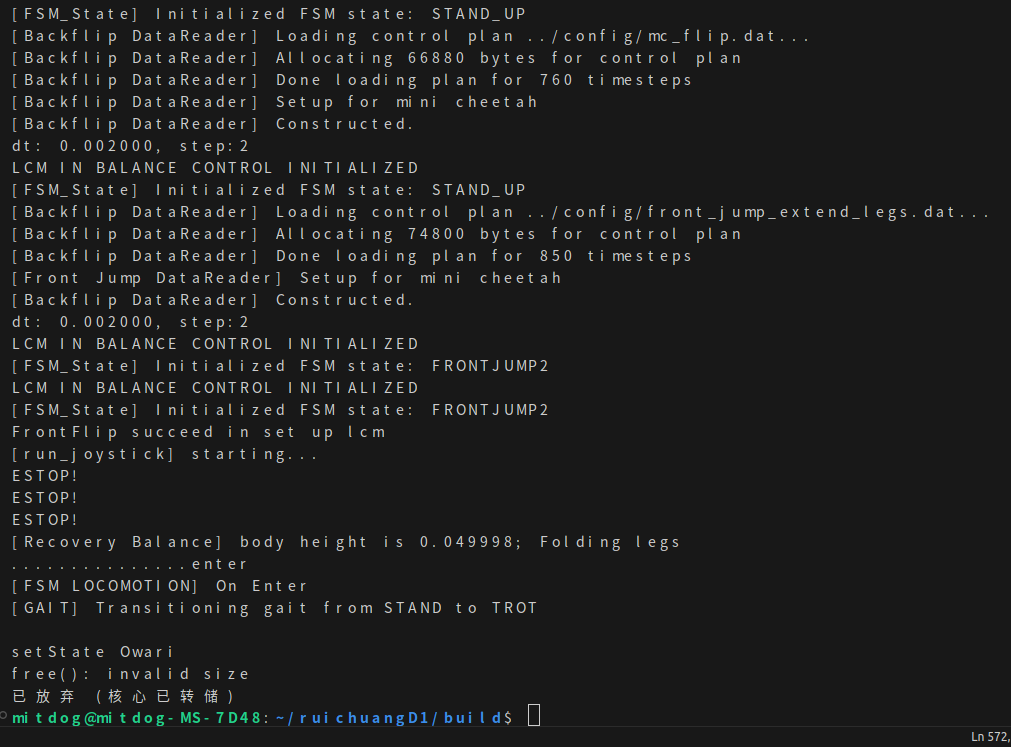 [FSM_State] Initialized FSM state: STAND_UP
[Backflip DataReader] Loading control plan ../config/mc_flip.dat...
[Backflip DataReader] Allocating 66880 bytes for control plan
[Backflip DataReader] Done loading plan for 760 timesteps
[Backflip DataReader] Setup for mini cheetah
[Backflip DataReader] Constructed.
dt: 0.002000, step:2
LCM IN BALANCE CONTROL INITIALIZED
[FSM_State] Initialized FSM state: STAND_UP
[Backflip DataReader] Loading control plan ../config/front_jump_extend_legs.dat...
[Backflip DataReader] Allocating 74800 bytes for control plan
[Backflip DataReader] Done loading plan for 850 timesteps
[Front Jump DataReader] Setup for mini cheetah
[Backflip DataReader] Constructed.
dt: 0.002000, step:2
LCM IN BALANCE CONTROL INITIALIZED
[FSM_State] Initialized FSM state: FRONTJUMP2
LCM IN BALANCE CONTROL INITIALIZED
[FSM_State] Initialized FSM state: FRONTJUMP2
FrontFlip succeed in set up lcm
[run_joystick] starting...
ESTOP!
ESTOP!
ESTOP!
[Recovery Balance] body height is 0.049998; Folding legs
...............enter
[FSM LOCOMOTION] On Enter
[GAIT] Transitioning gait from STAND to TROT
setState Owari
free(): invalid size
已放弃 (核心已转储)
mitdog@mitdog-MS-7D48:~/ruichuangD1/build$
Ln 572,